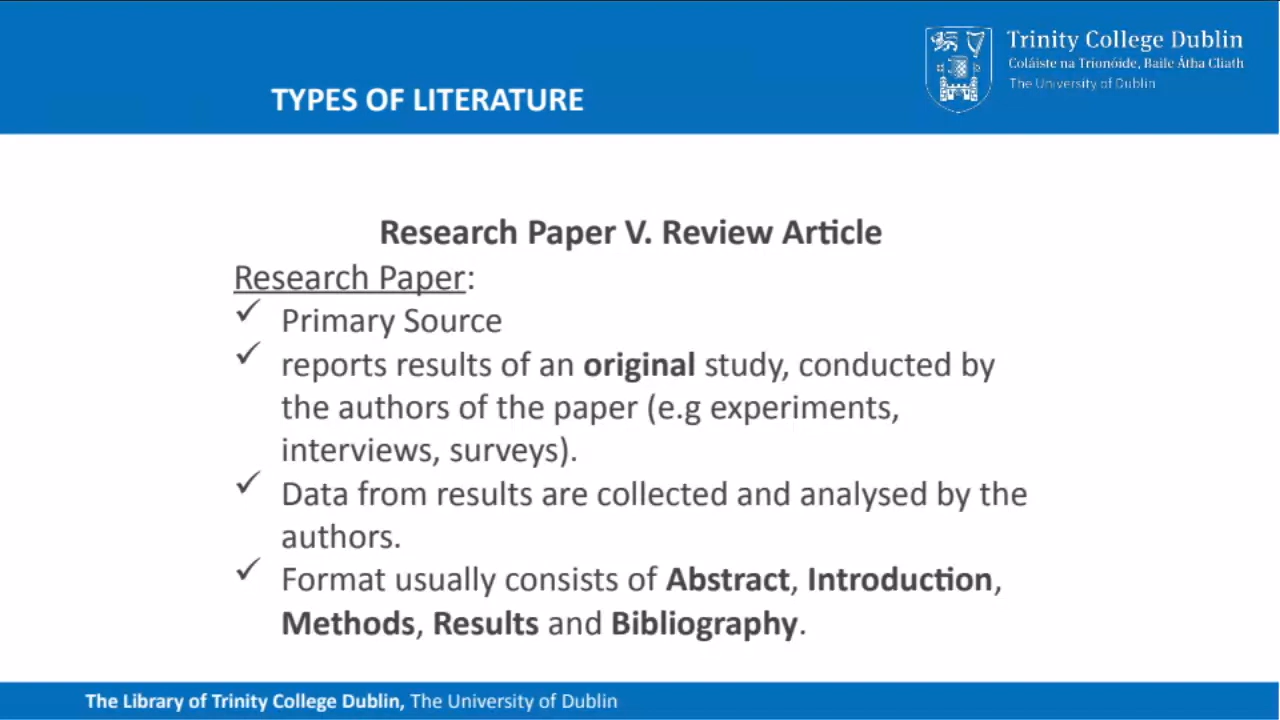 Trinity College Dublin
Coláiste na Tríonóide, Baile Átha Cliath
The University of Dublin
TYPES OF LITERATURE
Research Paper V. Review Article
Research Paper:
✓ Primary Source
✓ reports results of an original study, conducted by
the authors of the paper (e.g experiments,
interviews, surveys).
✓ Data from results are collected and analysed by the
authors.
✓ Format usually consists of Abstract, Introduction,
Methods, Results and Bibliography.
The Library of Trinity College Dublin, The University of Dublin